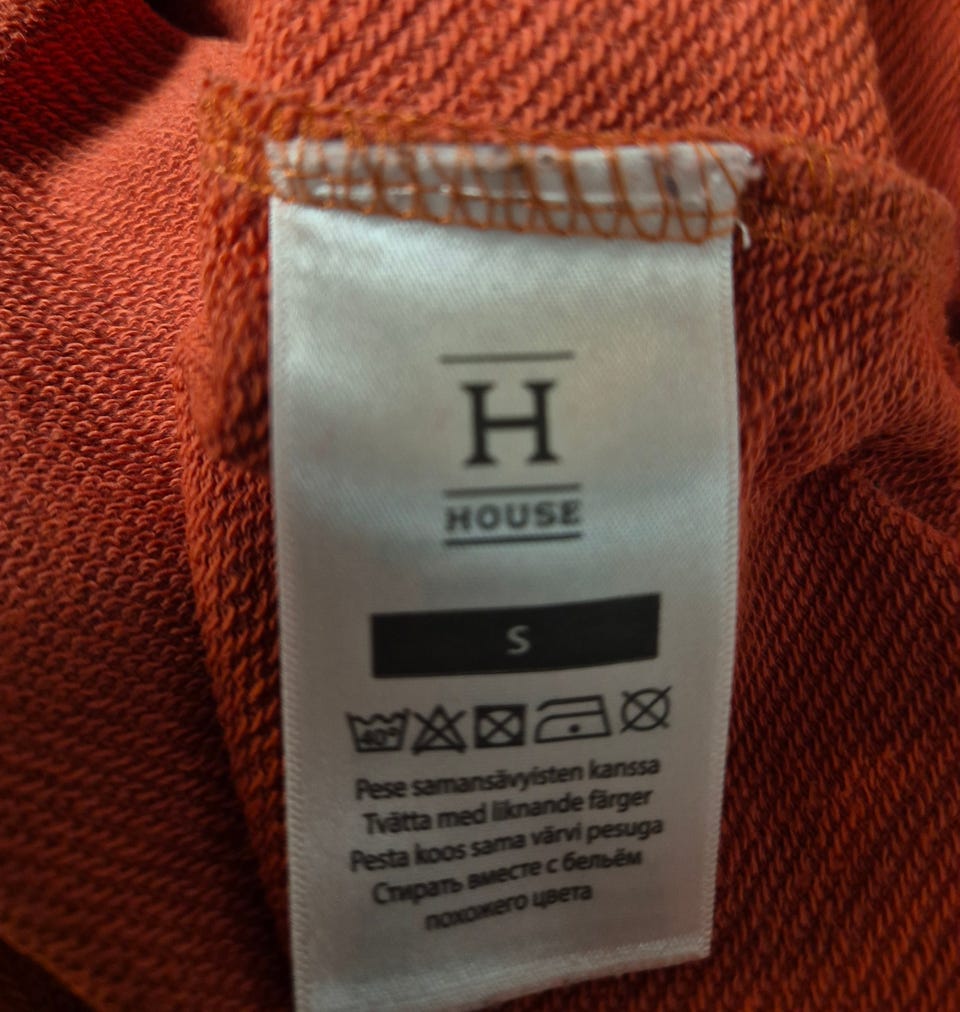 H
HOUSE
S
40°
Pese samansävyisten kanssa
Tvätta med liknande färger
Pesta koos sama värvi pesuga
Стирать вместе с бельём
похожего цвета